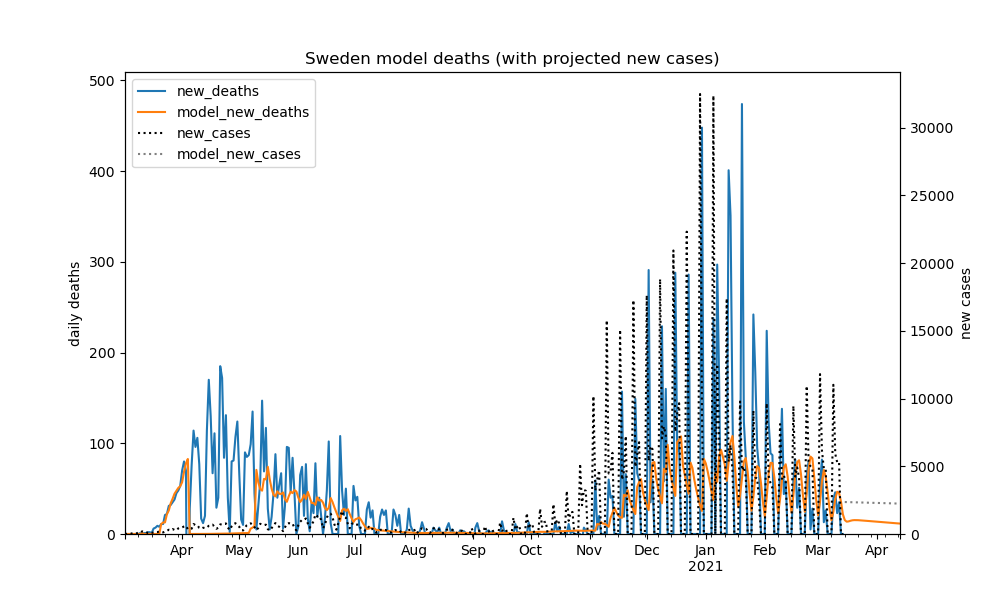 Sweden model deaths (with projected new cases)
new_deaths
model_new_deaths
new_cases
model_new_cases
500
400
300
200
100
0
daily deaths
30000
25000
20000
15000
10000
5000
0
new cases
Apr May Jun Jul Aug Sep Oct Nov Dec Jan Feb Mar Apr
2021